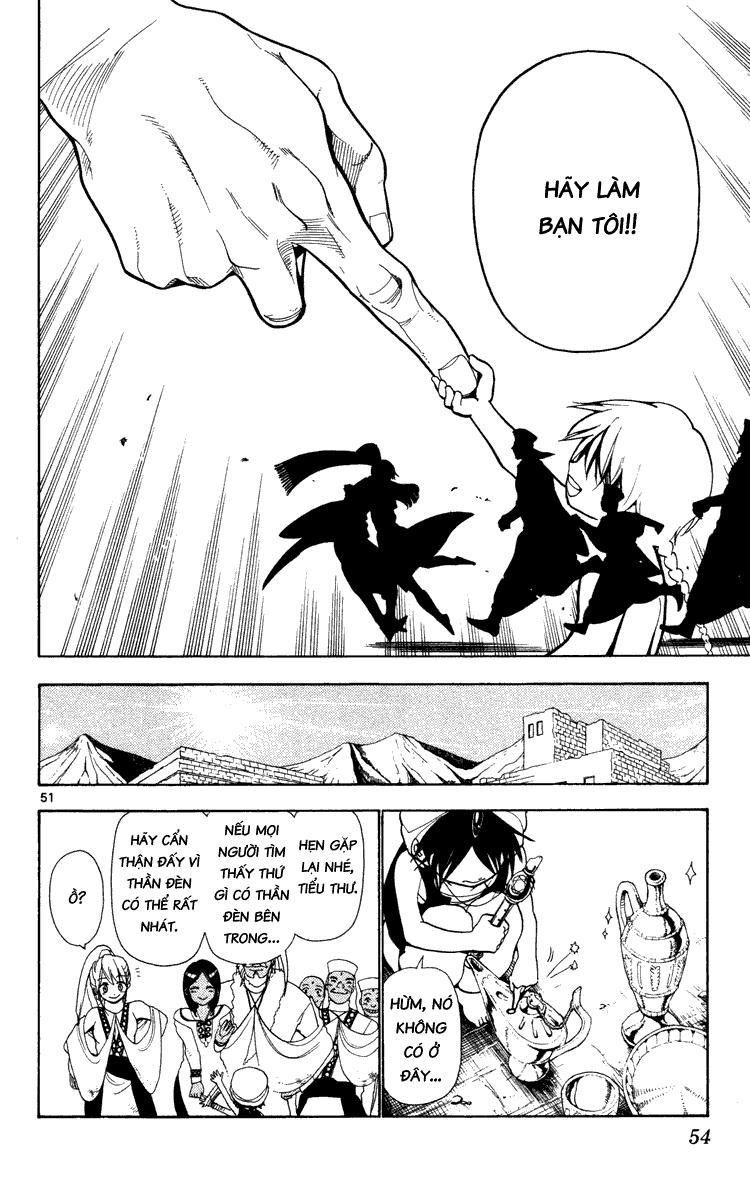 HÃY LÀM
BẠN TÔI!!
51
HẸN GẶP
LẠI NHÉ,
TIỂU THƯ.
NẾU MỌI
NGƯỜI TÌM
THẤY THỨ
GÌ CÓ THẦN
ĐÈN BÊN
TRONG...
HÃY CẨN
THẬN ĐẤY VÌ
THẦN ĐÈN
CÓ THỂ RẤT
NHÁT.
Ồ?
HỪM, NÓ
KHÔNG
CÓ Ở
ĐÂY...
54